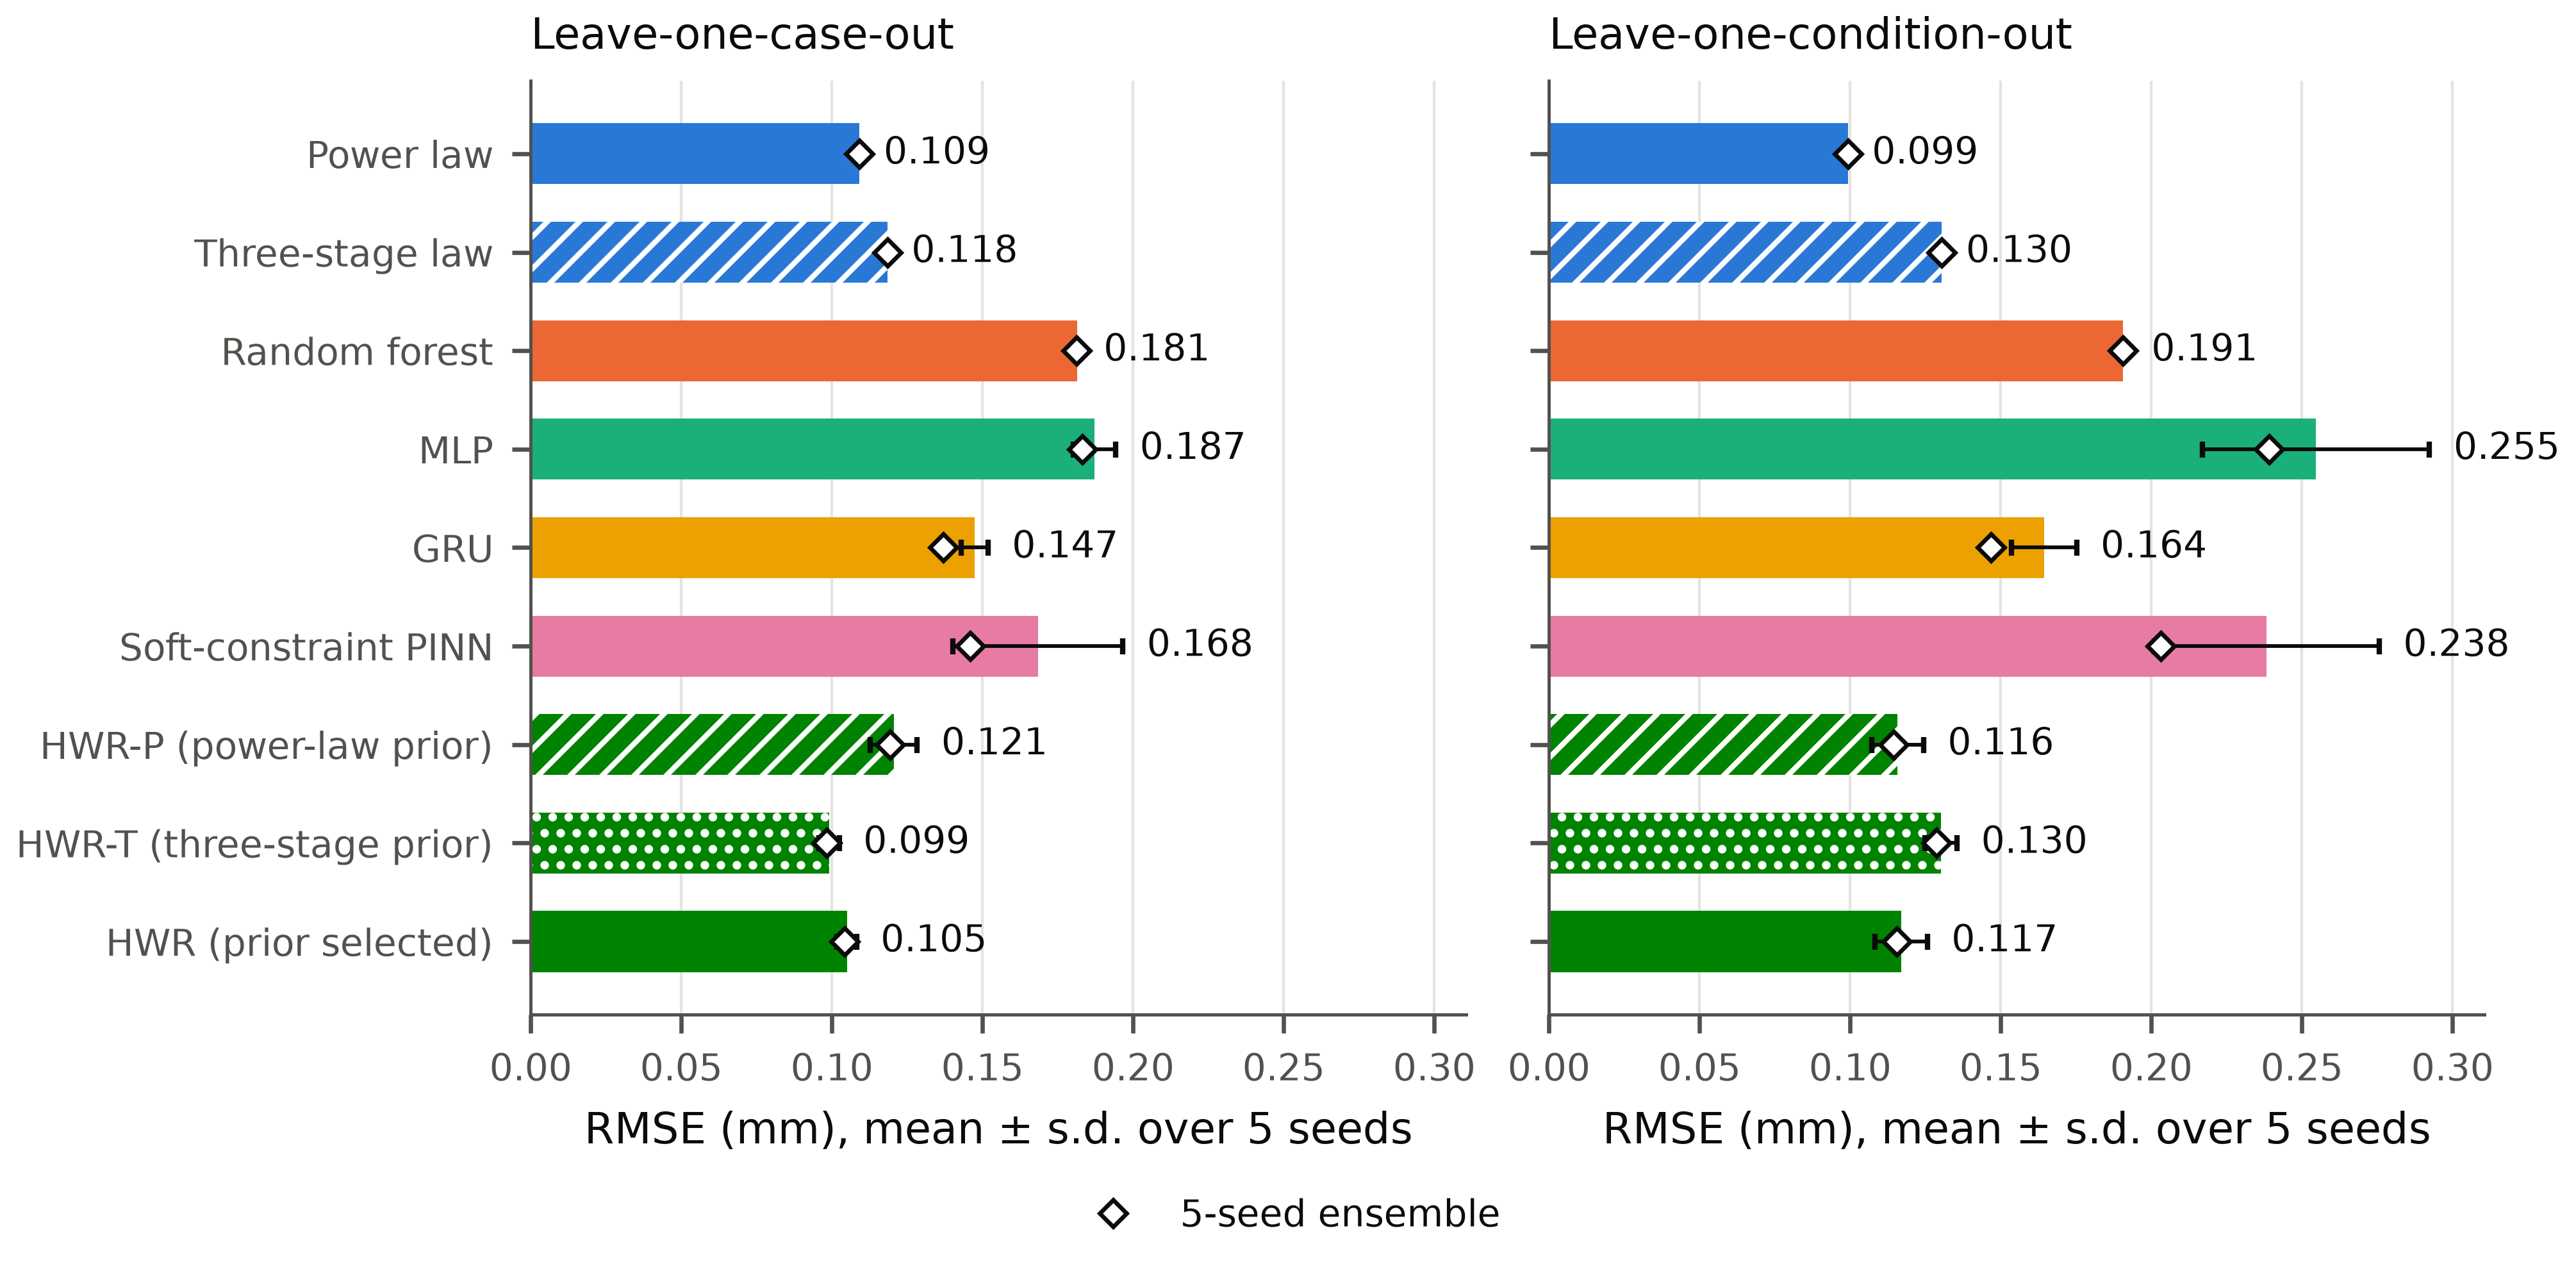 Leave-one-case-out
Leave-one-condition-out
Power law 0.109 0.099
Three-stage law 0.118 0.130
Random forest 0.181 0.191
MLP 0.187 0.255
GRU 0.147 0.164
Soft-constraint PINN 0.168 0.238
HWR-P (power-law prior) 0.121 0.116
HWR-T (three-stage prior) 0.099 0.130
HWR (prior selected) 0.105 0.117
0.00 0.05 0.10 0.15 0.20 0.25 0.30
0.00 0.05 0.10 0.15 0.20 0.25 0.30
RMSE (mm), mean ± s.d. over 5 seeds
RMSE (mm), mean ± s.d. over 5 seeds
5-seed ensemble